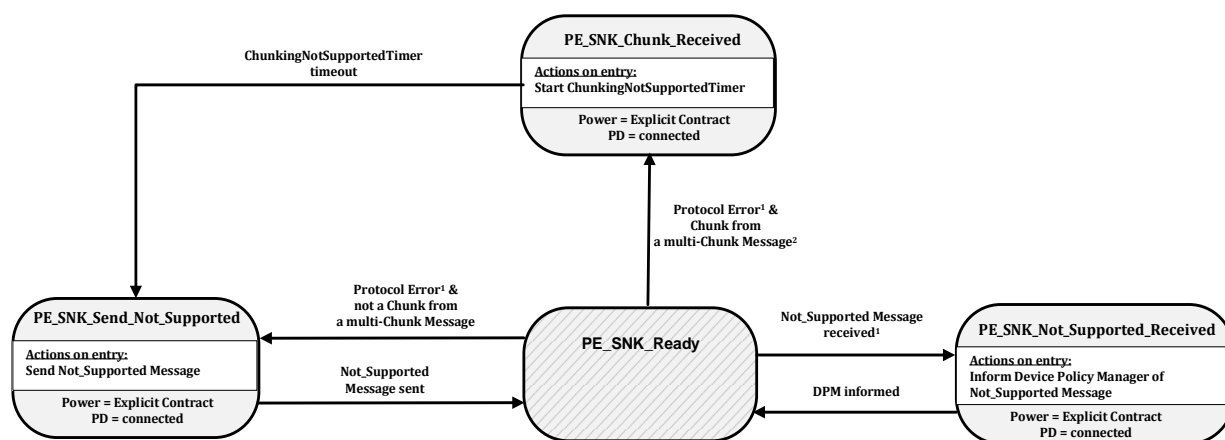 PE_SNK_Chunk_Received
Actions on entry:
Start ChunkingNotSupportedTimer
Power = Explicit Contract
PD = connected
ChunkingNotSupportedTimer
timeout
Protocol Error¹ &
Chunk from
a multi-Chunk Message²
PE_SNK_Send_Not_Supported
Actions on entry:
Send Not_Supported Message
Power = Explicit Contract
PD = connected
Protocol Error¹ &
not a Chunk from
a multi-Chunk Message
Not_Supported
Message sent
PE_SNK_Ready
Not_Supported Message
received¹
DPM informed
PE_SNK_Not_Supported_Received
Actions on entry:
Inform Device Policy Manager of
Not_Supported Message
Power = Explicit Contract
PD = connected